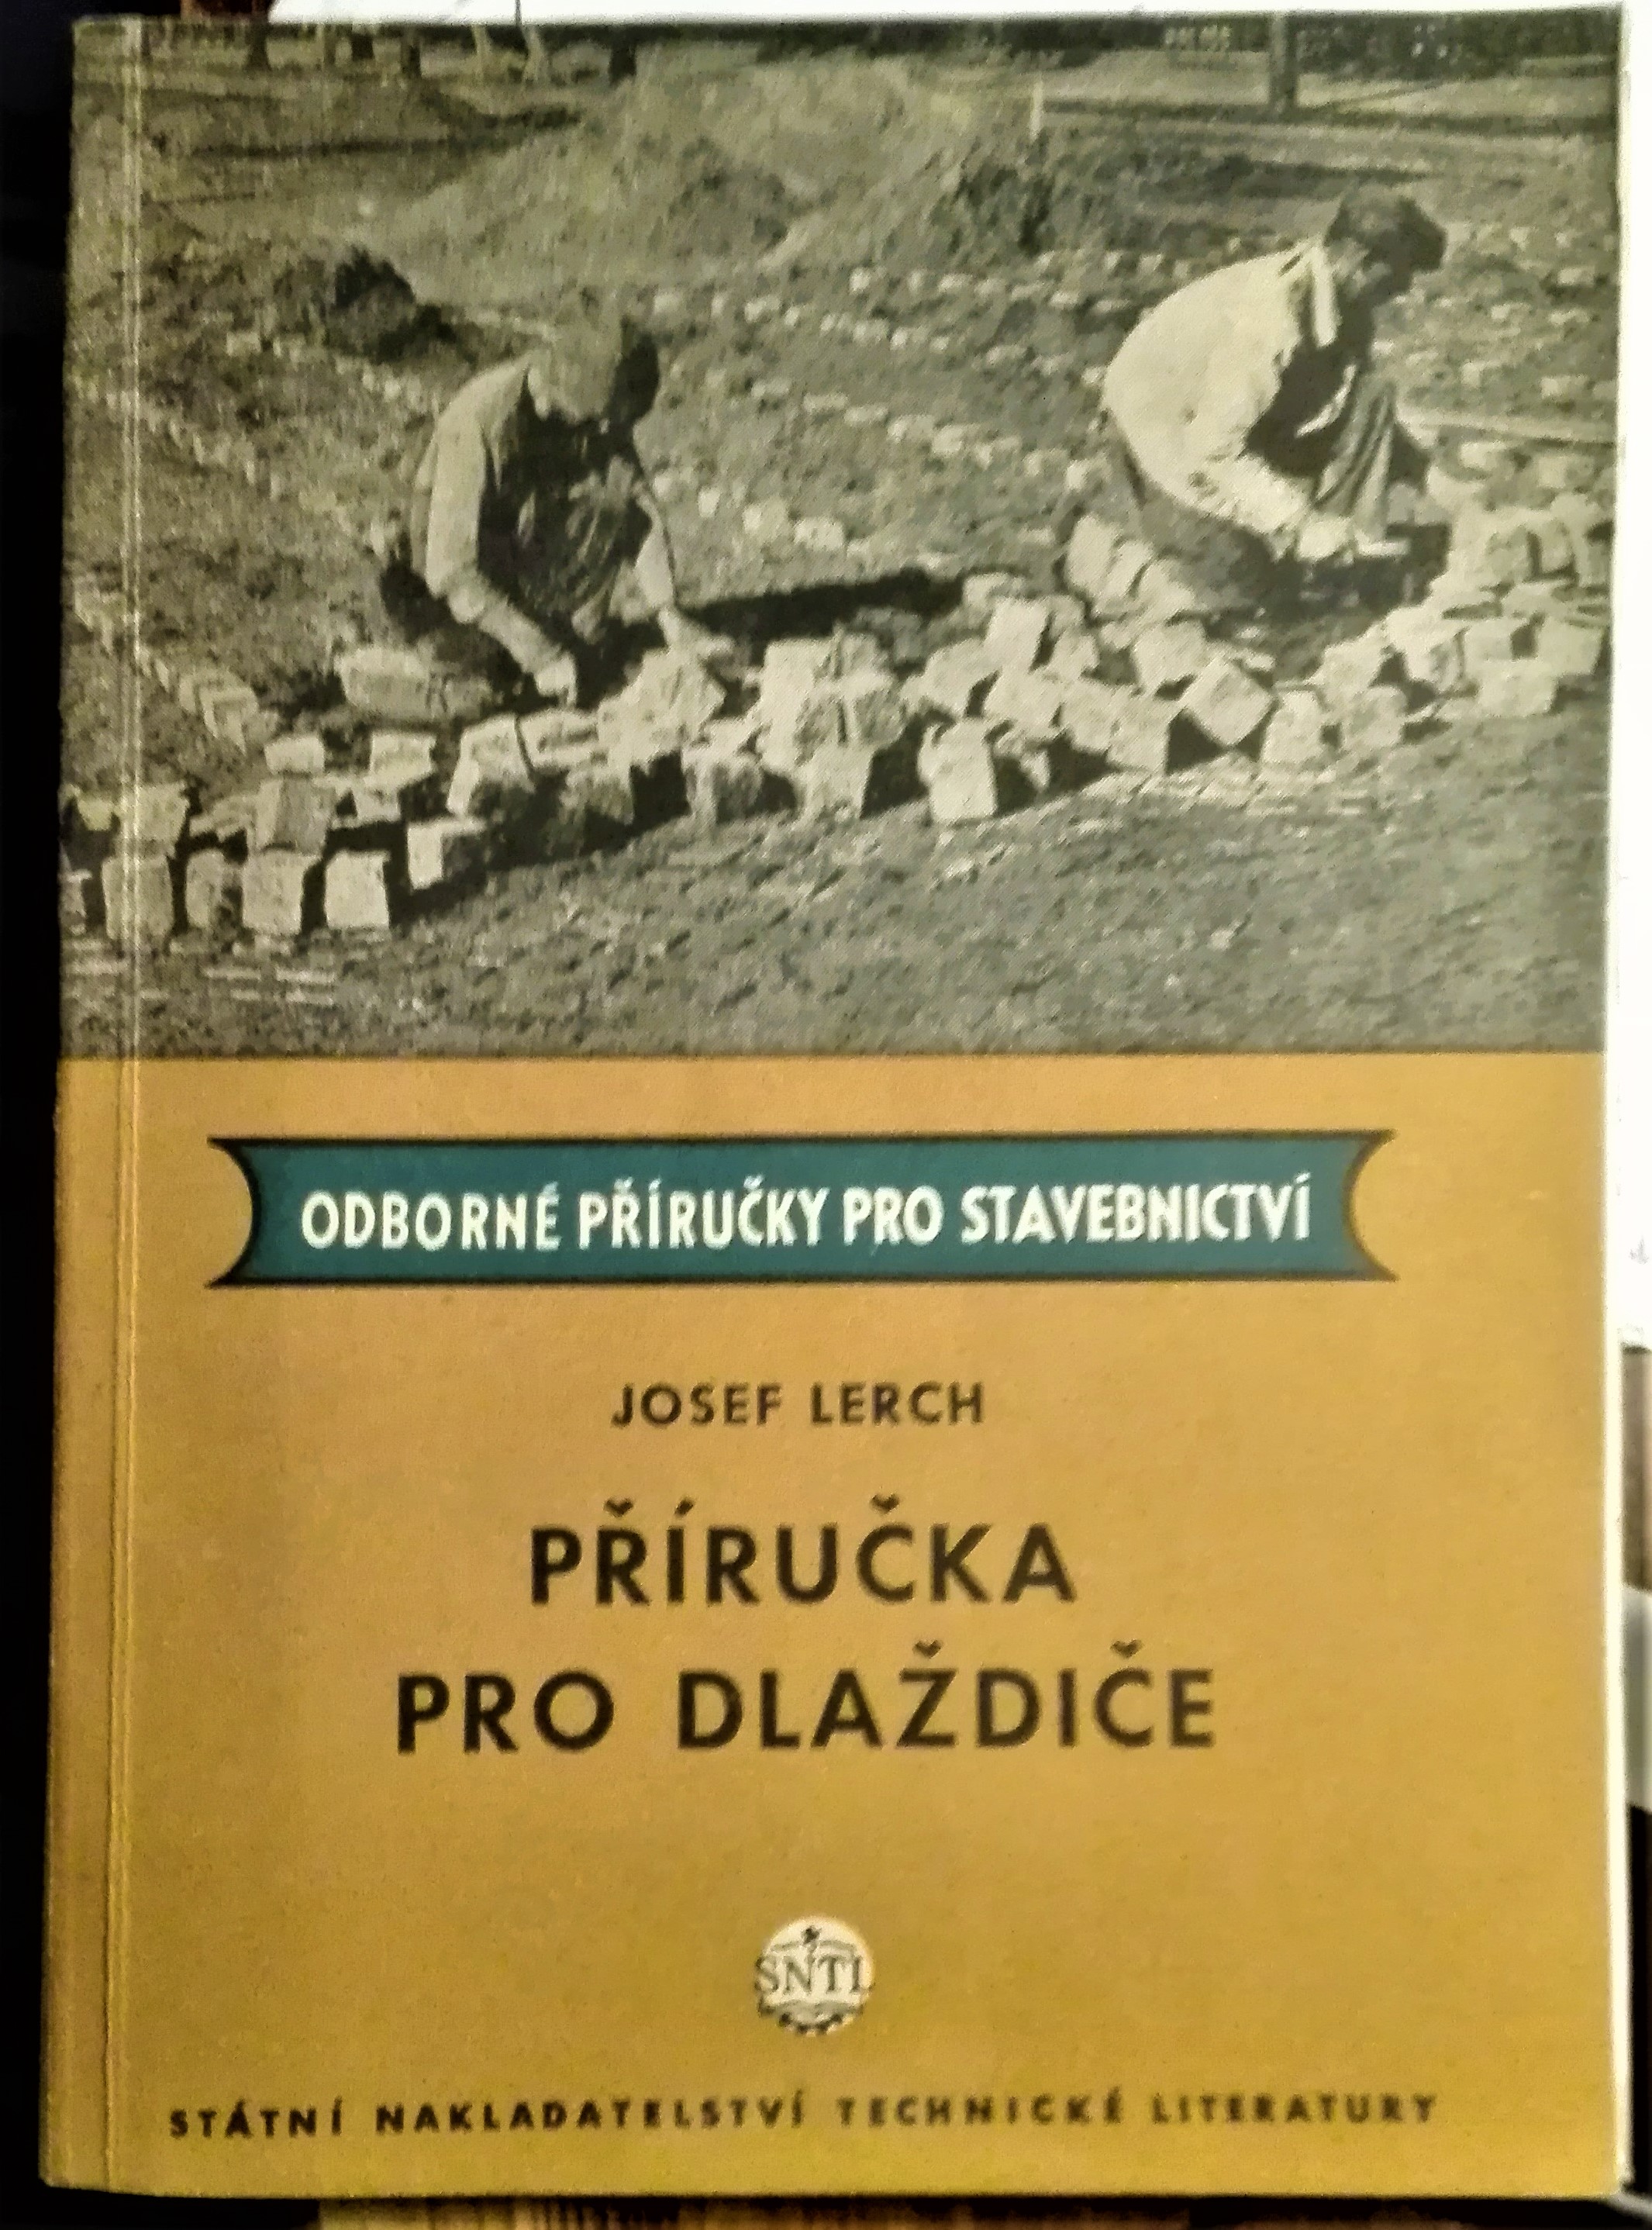 ODBORNÉ PŘÍRUČKY PRO STAVEBNICTVÍ
JOSEF LERCH
PŘÍRUČKA
PRO DLAŽDIČE
SNTL
STÁTNÍ NAKLADATELSTVÍ TECHNICKÉ LITERATURY